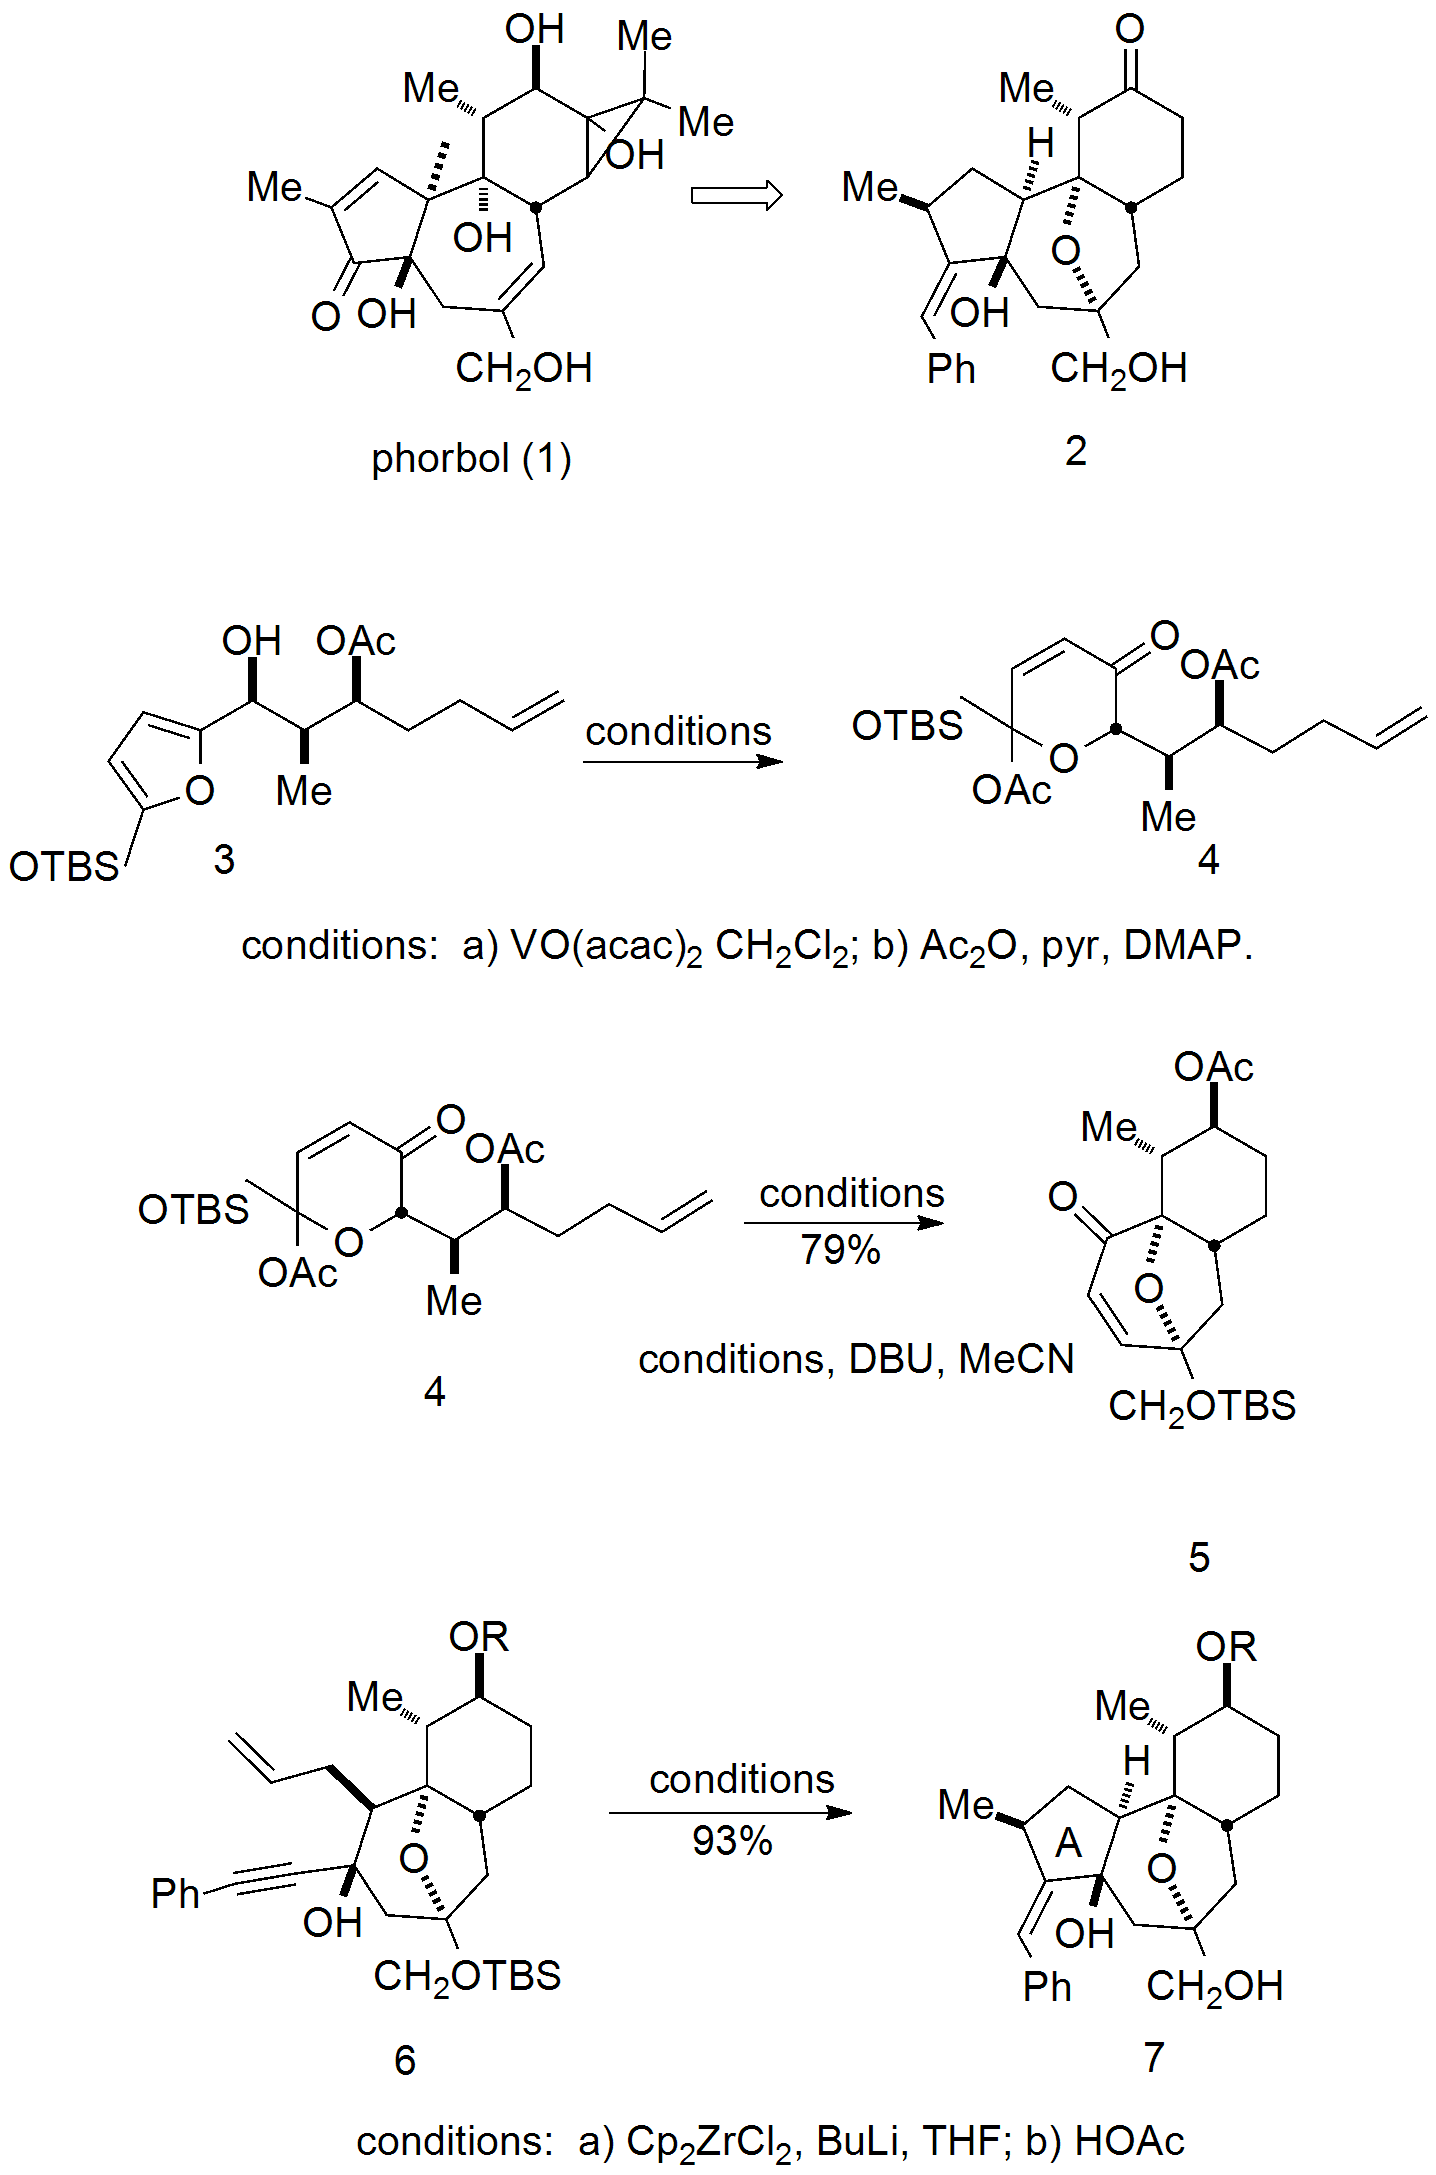 OH
Me
Me
Me
OH
Me
OH
O
OH
CH2OH
phorbol (1)
O
Me
H
Me
O
OH
Ph
CH2OH
2
OH
OAc
O
Me
OTBS
3
conditions
O
OAc
OTBS
O
OAc
Me
4
conditions: a) VO(acac)2 CH2Cl2; b) Ac2O, pyr, DMAP.
O
OAc
OTBS
O
OAc
Me
4
conditions
79%
conditions, DBU, MeCN
OAc
Me
O
O
CH2OTBS
5
OR
Me
O
Ph
OH
CH2OTBS
6
conditions
93%
OR
Me
H
Me
A
O
OH
Ph
CH2OH
7
conditions: a) Cp2ZrCl2, BuLi, THF; b) HOAc